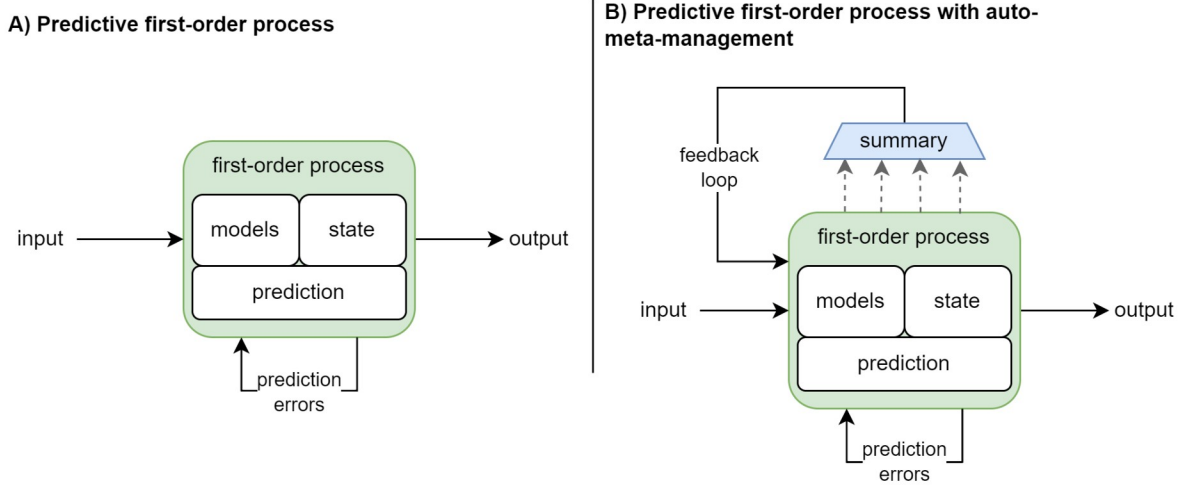 A) Predictive first-order process
first-order process
models
state
input
output
prediction
prediction
errors
B) Predictive first-order process with auto-
meta-management
summary
feedback
loop
first-order process
models
state
input
output
prediction
prediction
errors